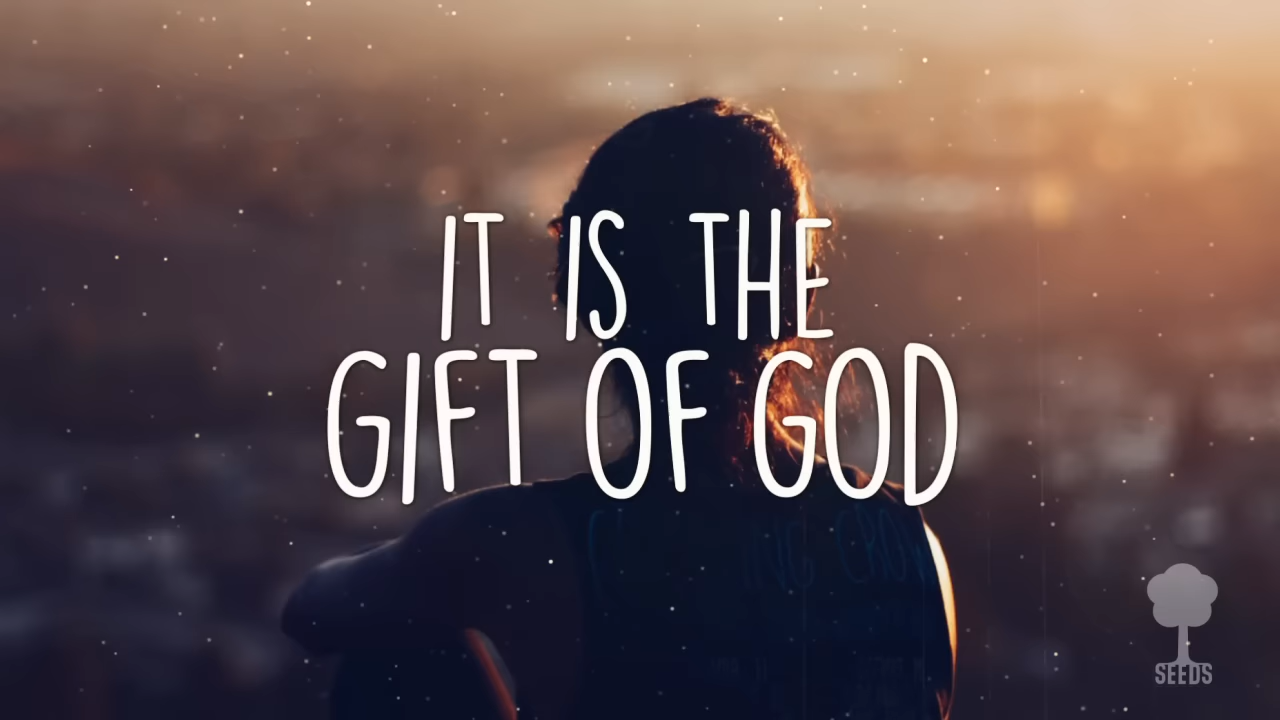 IT IS THE
GIFT OF GOD
SEEDS